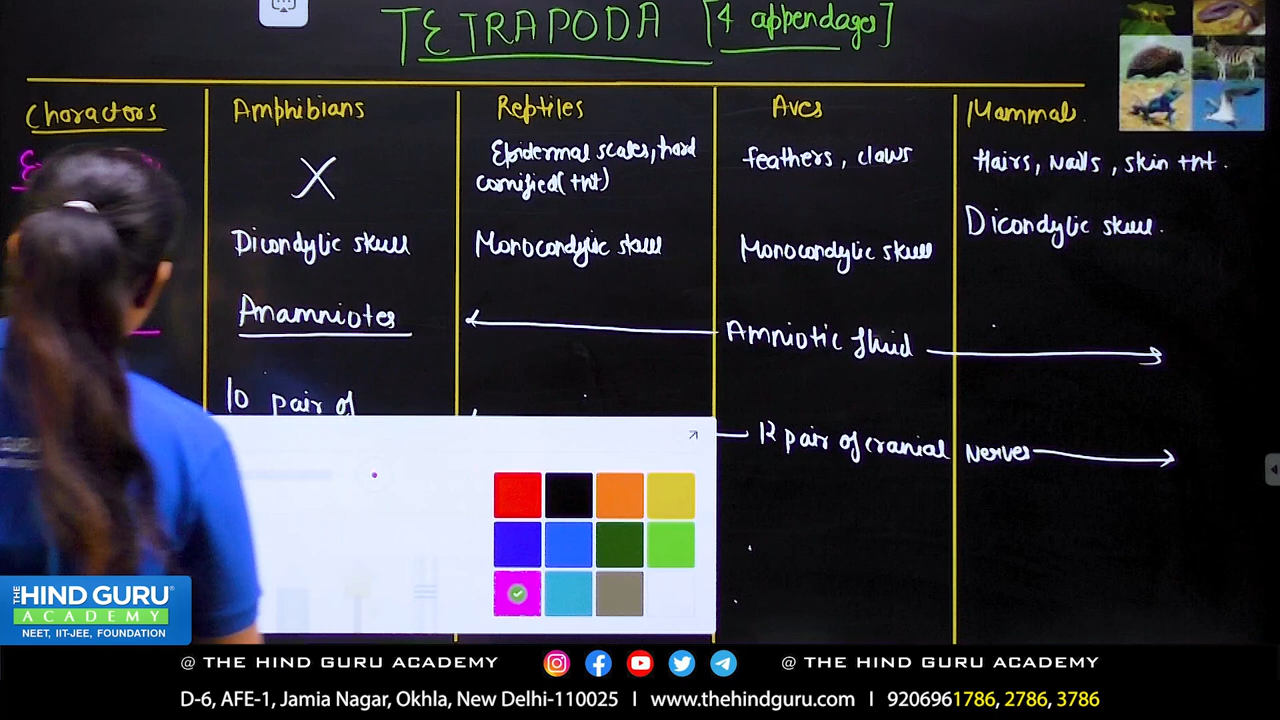 TETRAPODA [4 appendages]
Charactors Amphibians Reptiles Aves Mammals.
E X Epidermal scales, hard feathers, claws Hairs, Nails, skin tnt.
cornified(tnt)
Dicondylic skull Monocondylic skull Monocondylic skull Dicondylic skull.
Anamniotes Amniotic fluid
10 pair of 12 pair of cranial Nerves
GURU
THE HIND GURU
ACADEMY
NEET, IIT-JEE, FOUNDATION
@ THE HIND GURU ACADEMY @ THE HIND GURU ACADEMY
D-6, AFE-1, Jamia Nagar, Okhla, New Delhi-110025 I www.thehindguru.com I 9206961786, 2786, 3786